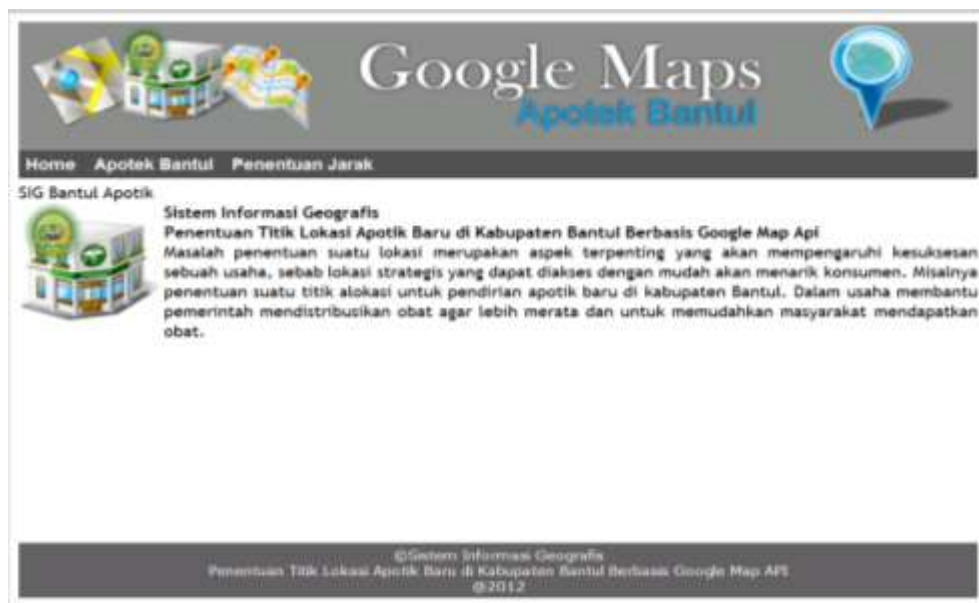 Google Maps
Apotek Bantul
Home Apotek Bantul Penentuan Jarak
SIG Bantul Apotik
Sistem Informasi Geografis
Penentuan Titik Lokasi Apotik Baru di Kabupaten Bantul Berbasis Google Map Api
Masalah penentuan suatu lokasi merupakan aspek terpenting yang akan mempengaruhi kesuksesan
sebuah usaha, sebab lokasi strategis yang dapat diakses dengan mudah akan menarik konsumen. Misalnya
penentuan suatu titik alokasi untuk pendirian apotik baru di kabupaten Bantul. Dalam usaha membantu
pemerintah mendistribusikan obat agar lebih merata dan untuk memudahkan masyarakat mendapatkan
obat.
©Sistem Informasi Geografis
Penentuan Titik Lokasi Apotik Baru di Kabupaten Bantul Berbasis Google Map API
@2012